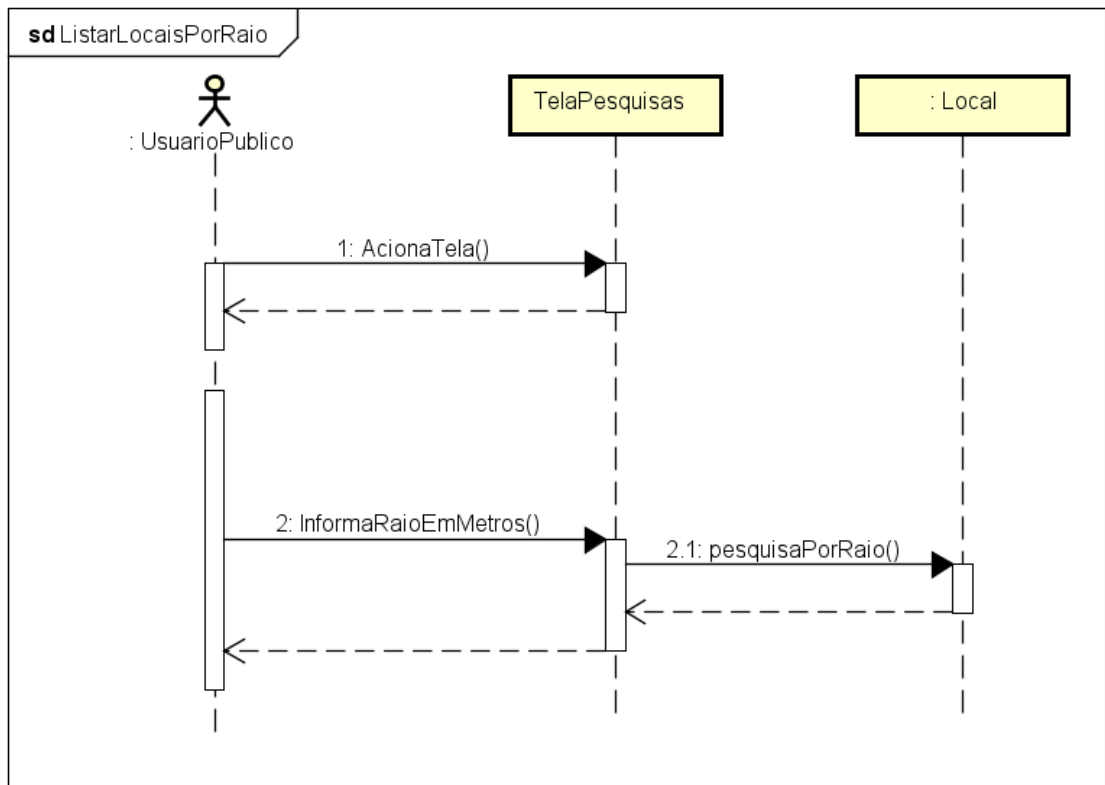 sd ListarLocaisPorRaio
: UsuarioPublico
TelaPesquisas
: Local
1: AcionaTela()
2: InformaRaioEmMetros()
2.1: pesquisaPorRaio()